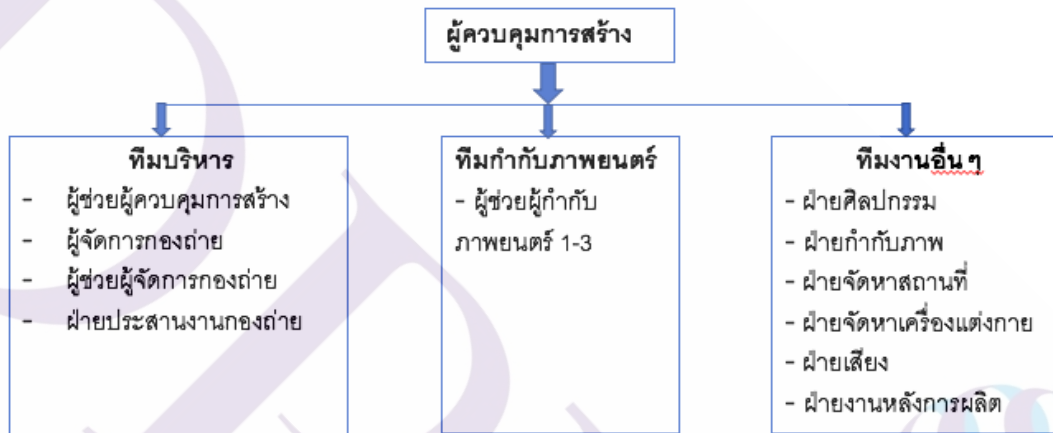 ผู้ควบคุมการสร้าง
ทีมบริหาร
- ผู้ช่วยผู้ควบคุมการสร้าง
- ผู้จัดการกองถ่าย
- ผู้ช่วยผู้จัดการกองถ่าย
- ฝ่ายประสานงานกองถ่าย
ทีมกำกับภาพยนตร์
- ผู้ช่วยผู้กำกับ
ภาพยนตร์ 1-3
ทีมงานอื่น ๆ
- ฝ่ายศิลปกรรม
- ฝ่ายกำกับภาพ
- ฝ่ายจัดหาสถานที่
- ฝ่ายจัดหาเครื่องแต่งกาย
- ฝ่ายเสียง
- ฝ่ายงานหลังการผลิต